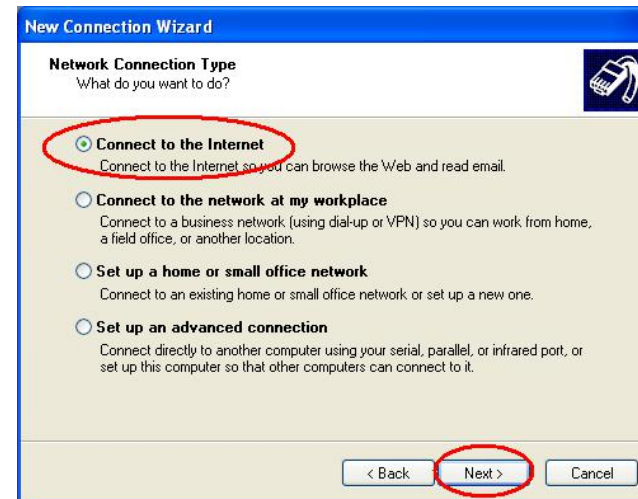 New Connection Wizard
Network Connection Type
What do you want to do?
Connect to the Internet
Connect to the Internet so you can browse the Web and read email.
Connect to the network at my workplace
Connect to a business network (using dial-up or VPN) so you can work from home,
a field office, or another location.
Set up a home or small office network
Connect to an existing home or small office network or set up a new one.
Set up an advanced connection
Connect directly to another computer using your serial, parallel, or infrared port, or
set up this computer so that other computers can connect to it.
< Back Next > Cancel